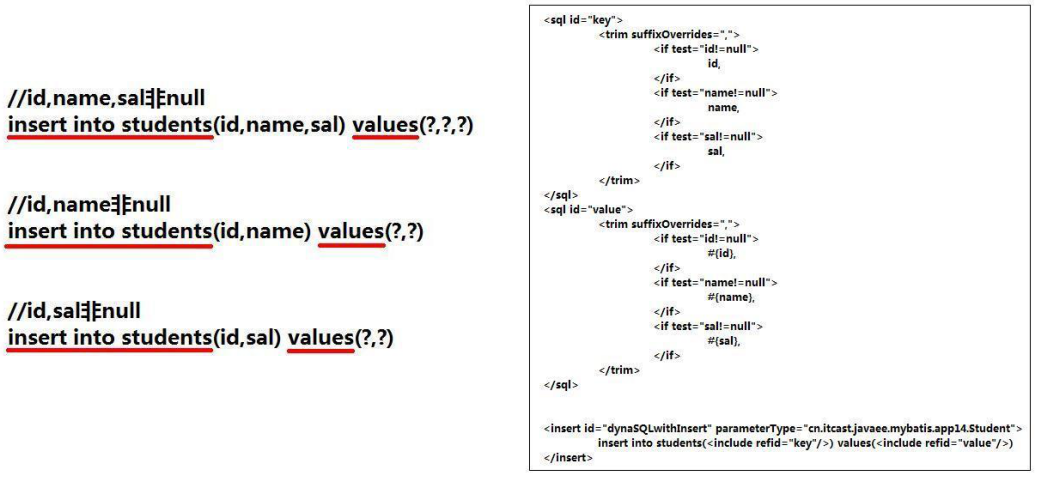 //id,name,sal非null
insert into students(id,name,sal) values(?,?,?)
//id,name非null
insert into students(id,name) values(?,?)
//id,sal非null
insert into students(id,sal) values(?,?)
<sql id="key">
<trim suffixOverrides=",">
<if test="id!=null">
id,
</if>
<if test="name!=null">
name,
</if>
<if test="sal!=null">
sal,
</if>
</trim>
</sql>
<sql id="value">
<trim suffixOverrides=",">
<if test="id!=null">
#{id},
</if>
<if test="name!=null">
#{name},
</if>
<if test="sal!=null">
#{sal},
</if>
</trim>
</sql>
<insert id="dynaSQLwithInsert" parameterType="cn.itcast.javaee.mybatis.app14.Student">
insert into students(<include refid="key"/>) values(<include refid="value"/>)
</insert>